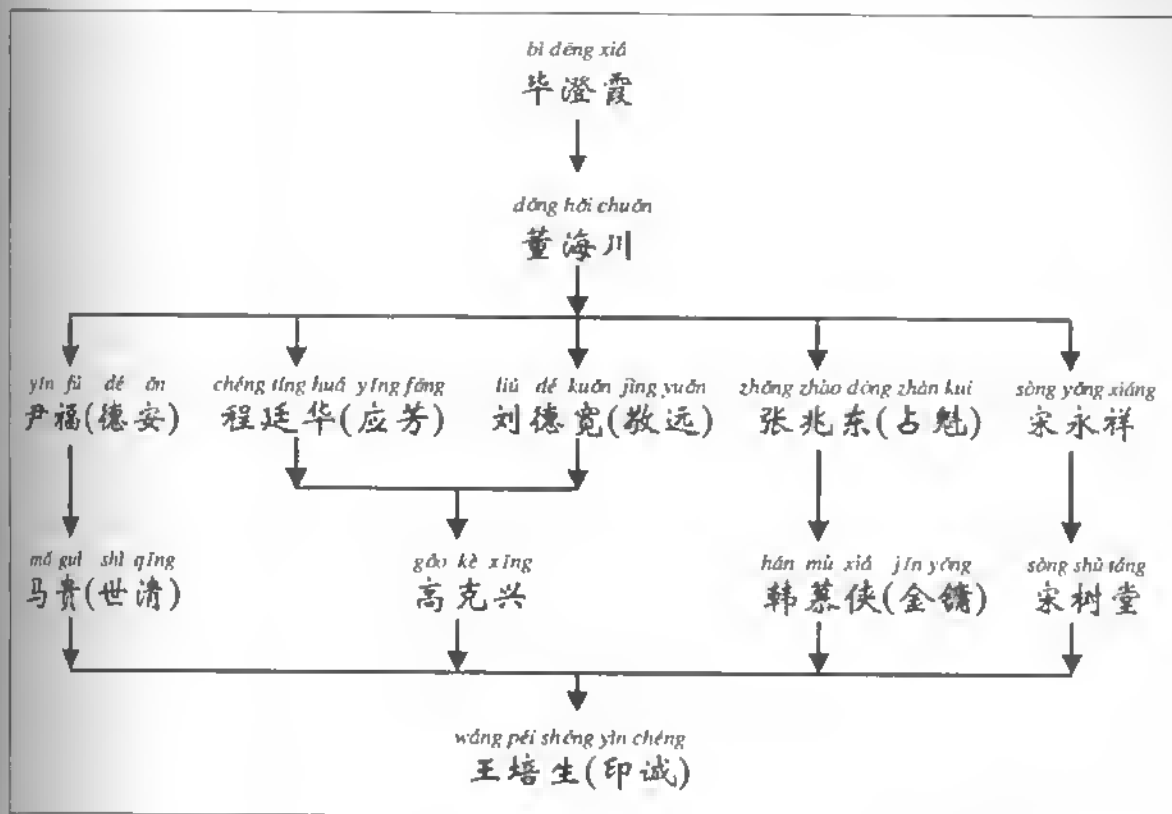 bì dēng xiá
毕澄霞
dǒng hǎi chuān
董海川
yǐn fú dé ān chéng tíng huá yīng fāng liú dé kuān jìng yuǎn zhāng zhào dōng zhàn kuí sòng yǒng xiáng
尹福(德安) 程廷华(应芳) 刘德宽(敬远) 张兆东(占魁) 宋永祥
mǎ guì shì qīng gāo kè xīng hán mù xiá jīn yōng sòng shù táng
马贵(世清) 高克兴 韩慕侠(金镛) 宋树堂
wáng péi shēng yìn chéng
王培生(印诚)